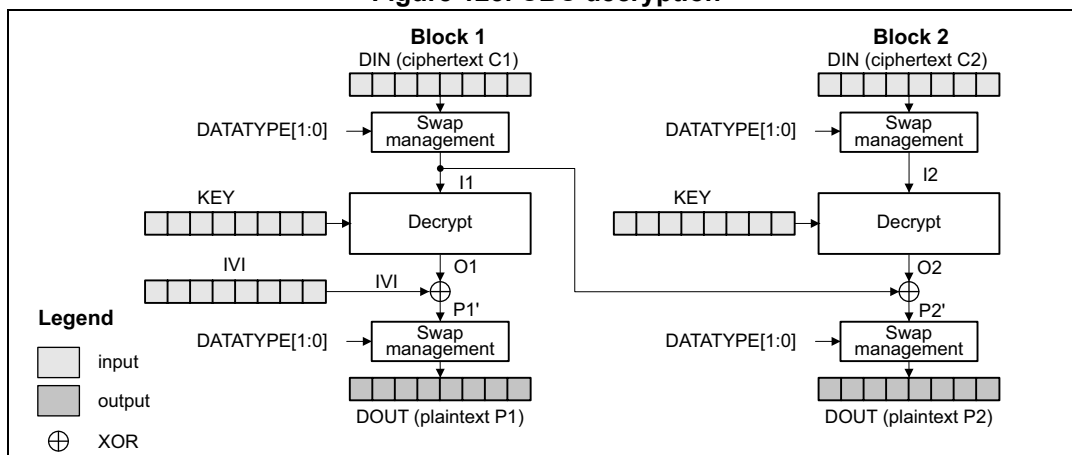 Block 1
DIN (ciphertext C1)
DATATYPE[1:0]
Swap
management
I1
KEY
Decrypt
IVI
IVI
O1
P1'
DATATYPE[1:0]
Swap
management
DOUT (plaintext P1)
Block 2
DIN (ciphertext C2)
DATATYPE[1:0]
Swap
management
I2
KEY
Decrypt
O2
P2'
DATATYPE[1:0]
Swap
management
DOUT (plaintext P2)
Legend
input
output
XOR